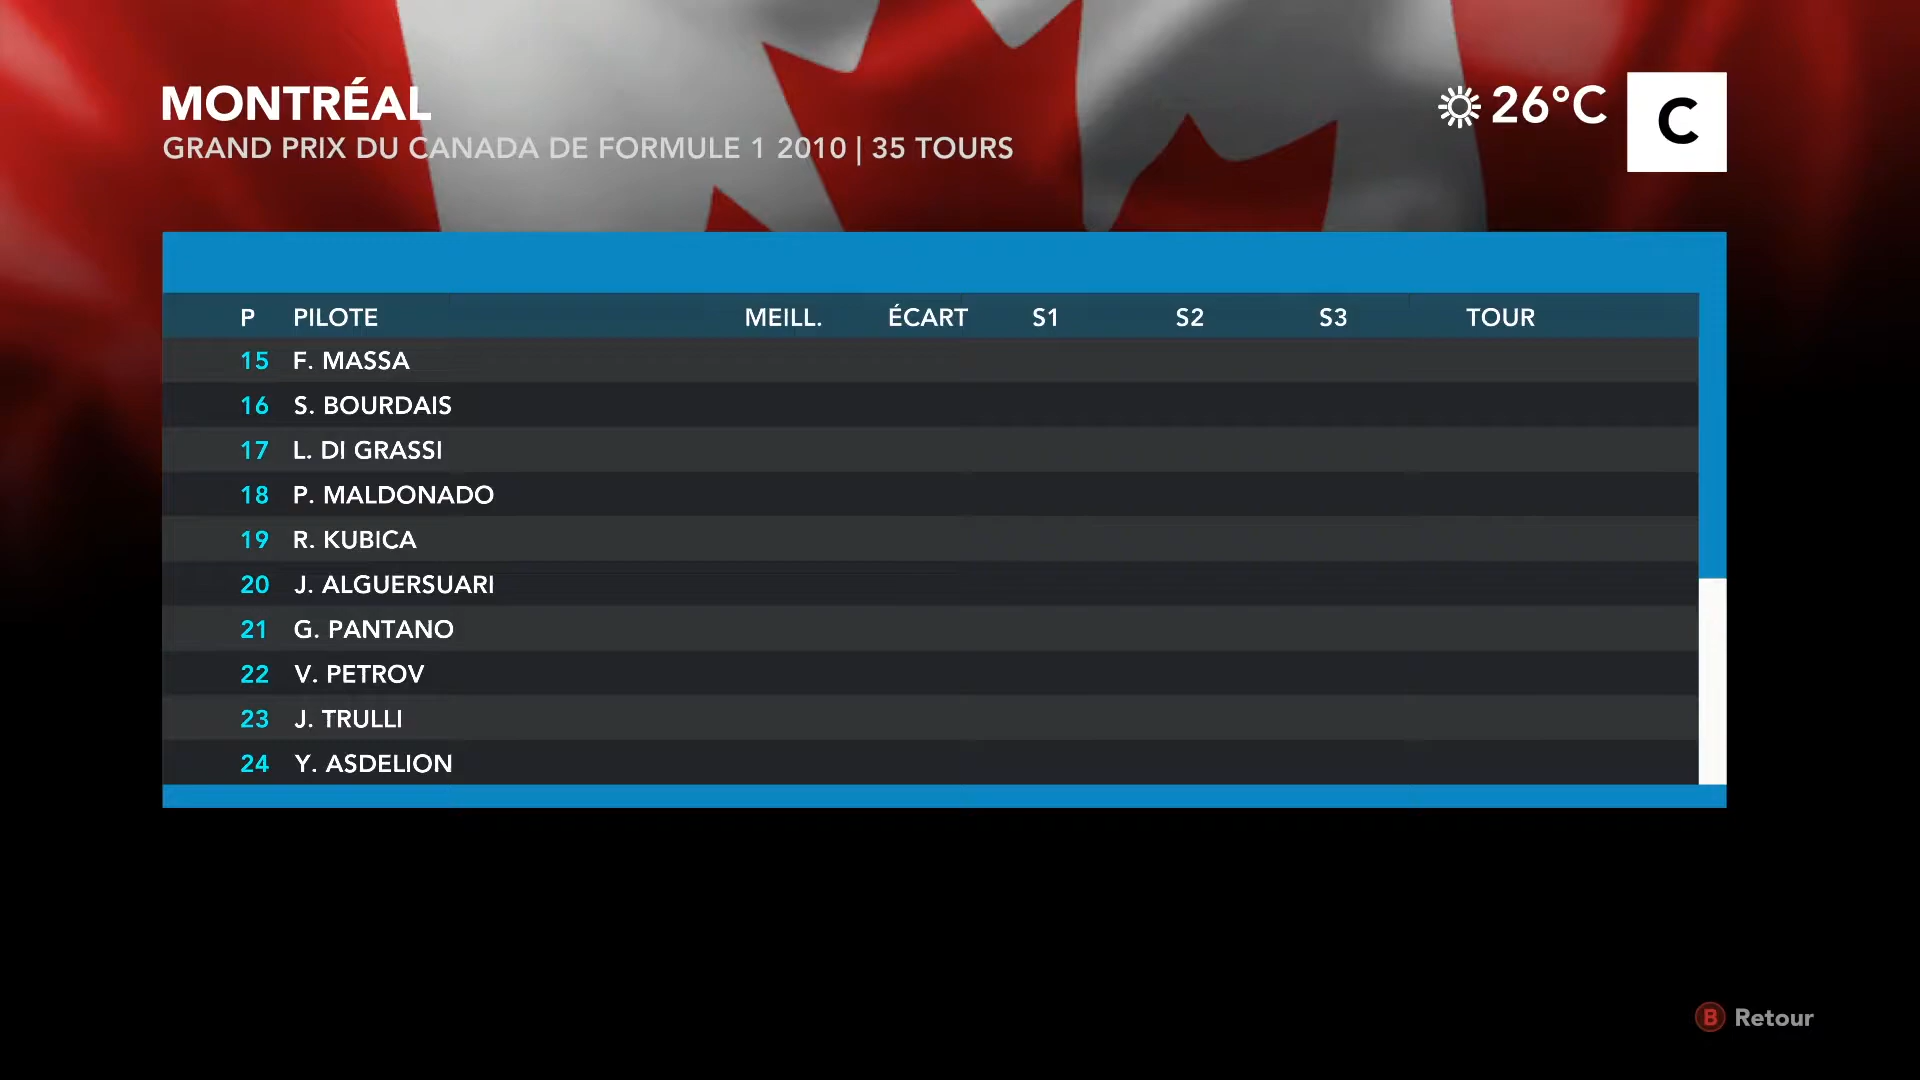 MONTRÉAL
26°C
C
GRAND PRIX DU CANADA DE FORMULE 1 2010 | 35 TOURS
P PILOTE MEILL. ÉCART S1 S2 S3 TOUR
15 F. MASSA
16 S. BOURDAIS
17 L. DI GRASSI
18 P. MALDONADO
19 R. KUBICA
20 J. ALGUERSUARI
21 G. PANTANO
22 V. PETROV
23 J. TRULLI
24 Y. ASDELION
B Retour